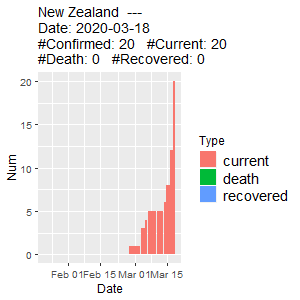 New Zealand ---
Date: 2020-03-18
#Confirmed: 20 #Current: 20
#Death: 0 #Recovered: 0
20
15
10
5
0
Num
Feb 01 Feb 15 Mar 01 Mar 15
Date
Type
current
death
recovered